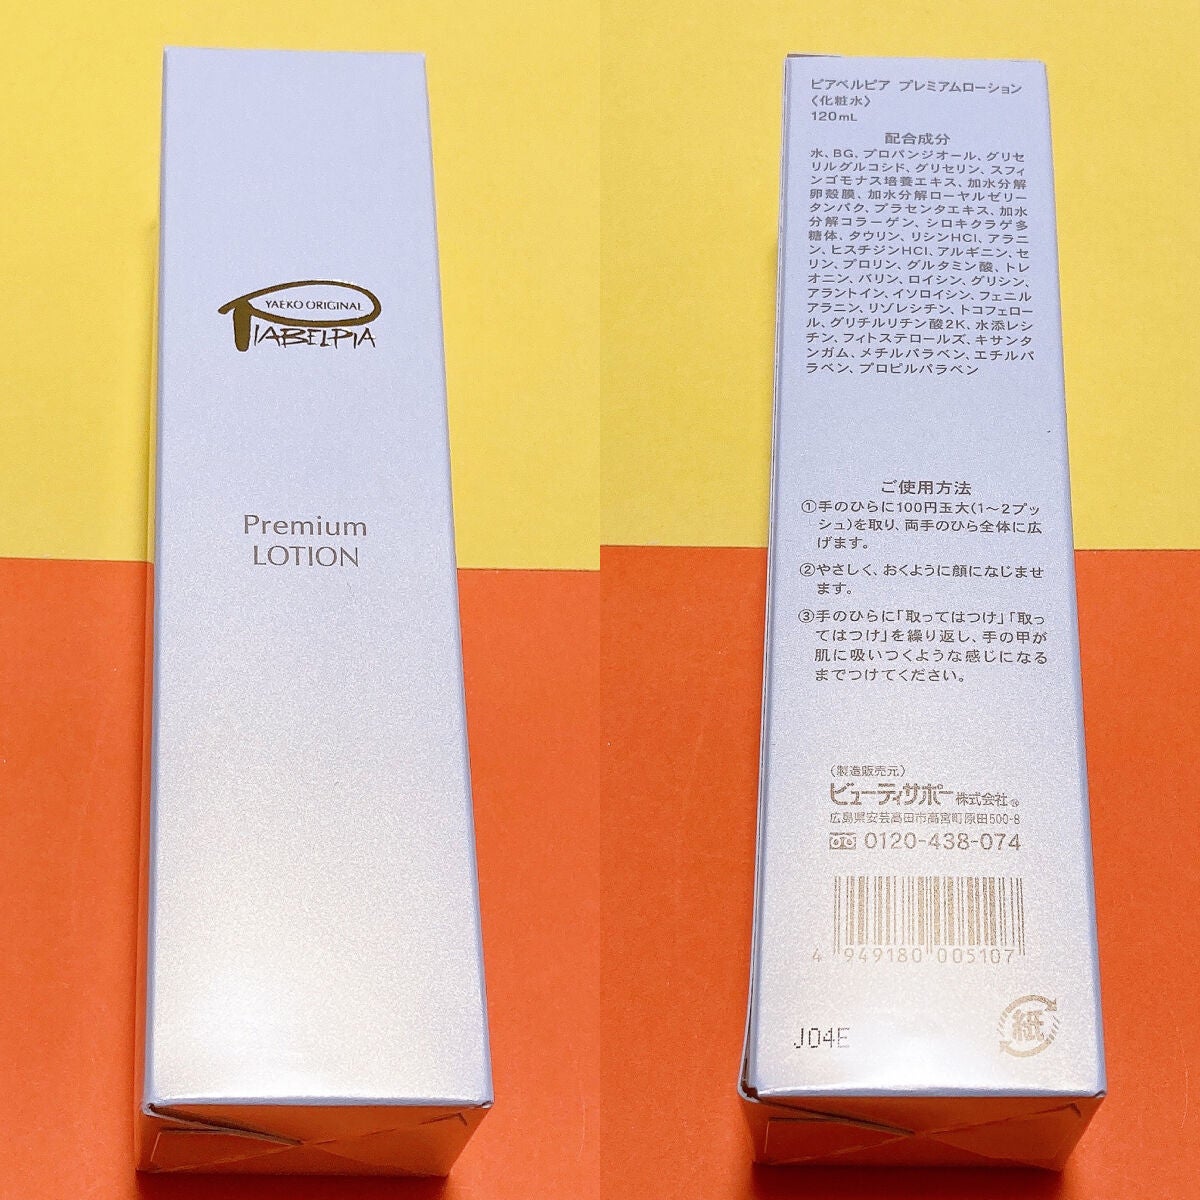 YAEKO ORIGINAL
PIABELPIA
Premium
LOTION
ピアベルピア プレミアムローション
〈化粧水〉
120mL
配合成分
水、BG、プロパンジオール、グリセ
リルグルコシド、グリセリン、スフィ
ンゴモナス培養エキス、加水分解
卵殻膜、加水分解ローヤルゼリー
タンパク、プラセンタエキス、加水
分解コラーゲン、シロキクラゲ多
糖体、タウリン、リシンHCl、アラニ
ン、ヒスチジンHCl、アルギニン、セ
リン、プロリン、グルタミン酸、トレ
オニン、バリン、ロイシン、グリシン、
アラントイン、イソロイシン、フェニル
アラニン、リゾレシチン、トコフェロー
ル、グリチルリチン酸2K、水添レシ
チン、フィトステロールズ、キサンタ
ンガム、メチルパラベン、エチルパ
ラベン、プロピルパラベン
ご使用方法
①手のひらに100円玉大(1〜2プッ
シュ)を取り、両手のひら全体に広
げます。
②やさしく、おくように顔になじませ
ます。
③手のひらに「取ってはつけ」「取っ
てはつけ」を繰り返し、手の甲が
肌に吸いつくような感じになる
までつけてください。
(製造販売元)
ビューティサポー株式会社
広島県安芸高田市高宮町原田500-8
0120-438-074
4 949180 005107
紙
J04E